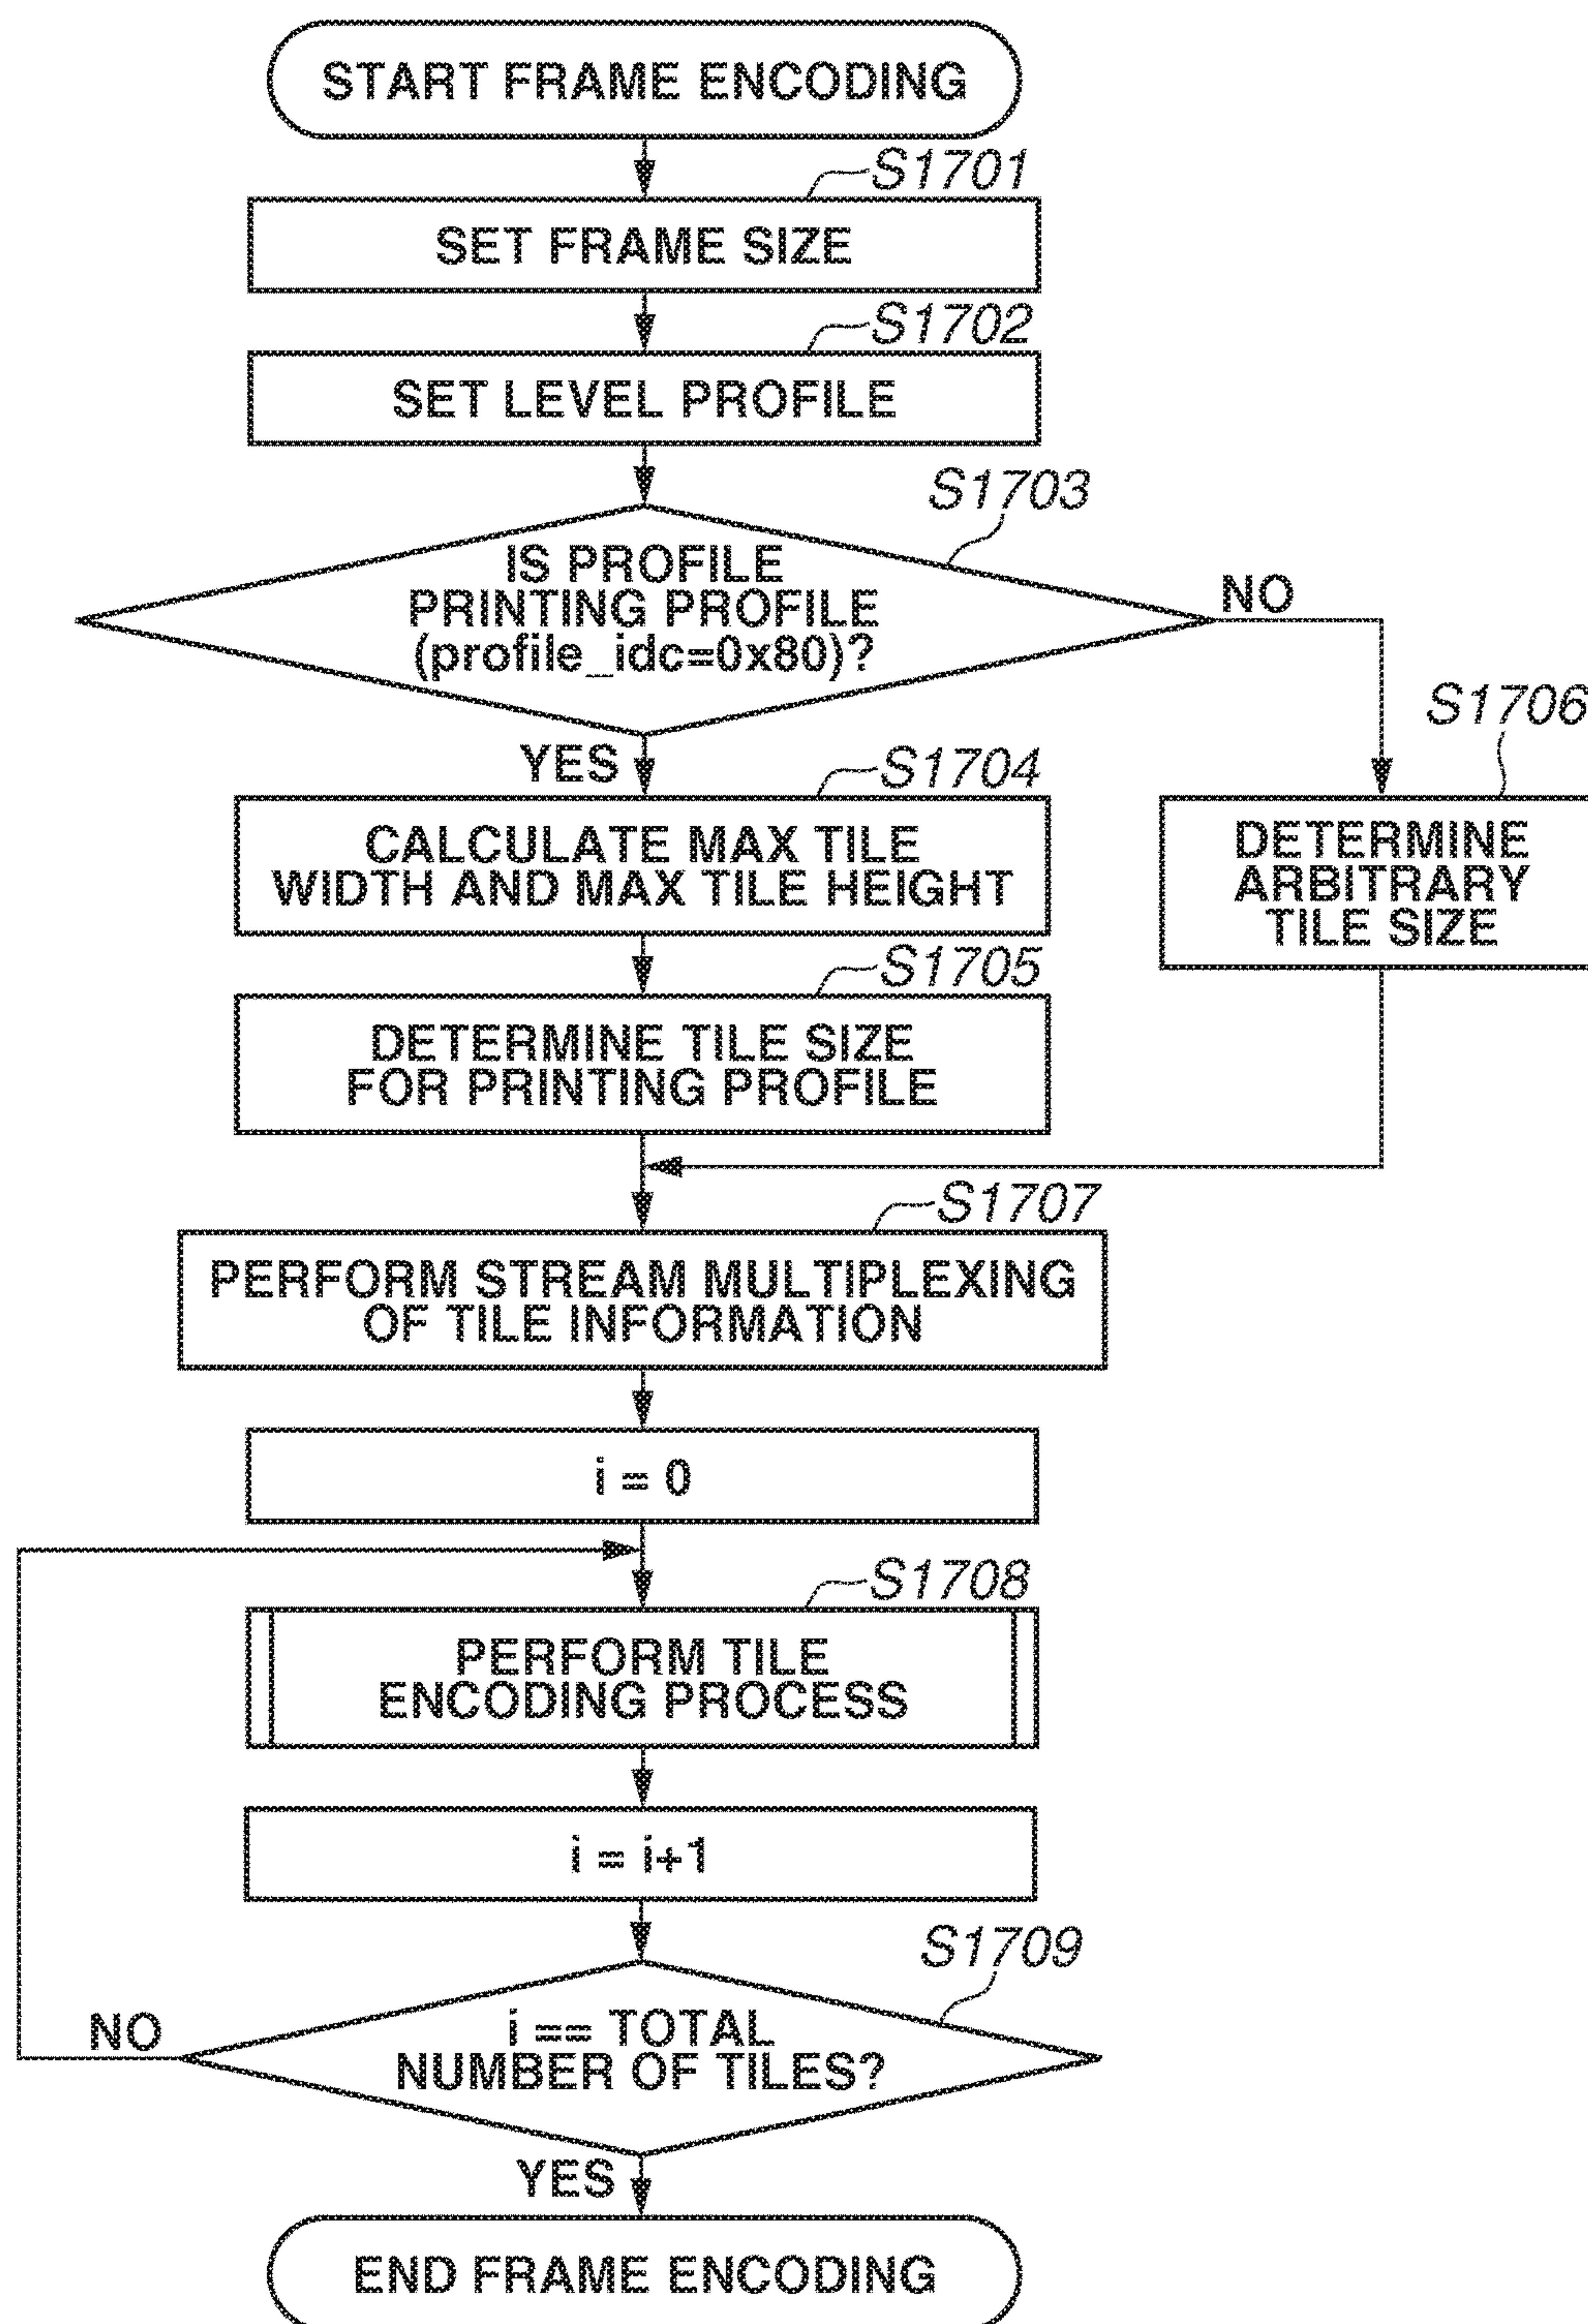 START FRAME ENCODING
S1701
SET FRAME SIZE
S1702
SET LEVEL PROFILE
S1703
IS PROFILE
PRINTING PROFILE
(profile_idc=0x80)?
NO
YES
S1704
CALCULATE MAX TILE
WIDTH AND MAX TILE HEIGHT
S1706
DETERMINE
ARBITRARY
TILE SIZE
S1705
DETERMINE TILE SIZE
FOR PRINTING PROFILE
S1707
PERFORM STREAM MULTIPLEXING
OF TILE INFORMATION
i = 0
S1708
PERFORM TILE
ENCODING PROCESS
i = i+1
S1709
i == TOTAL
NUMBER OF TILES?
NO
YES
END FRAME ENCODING